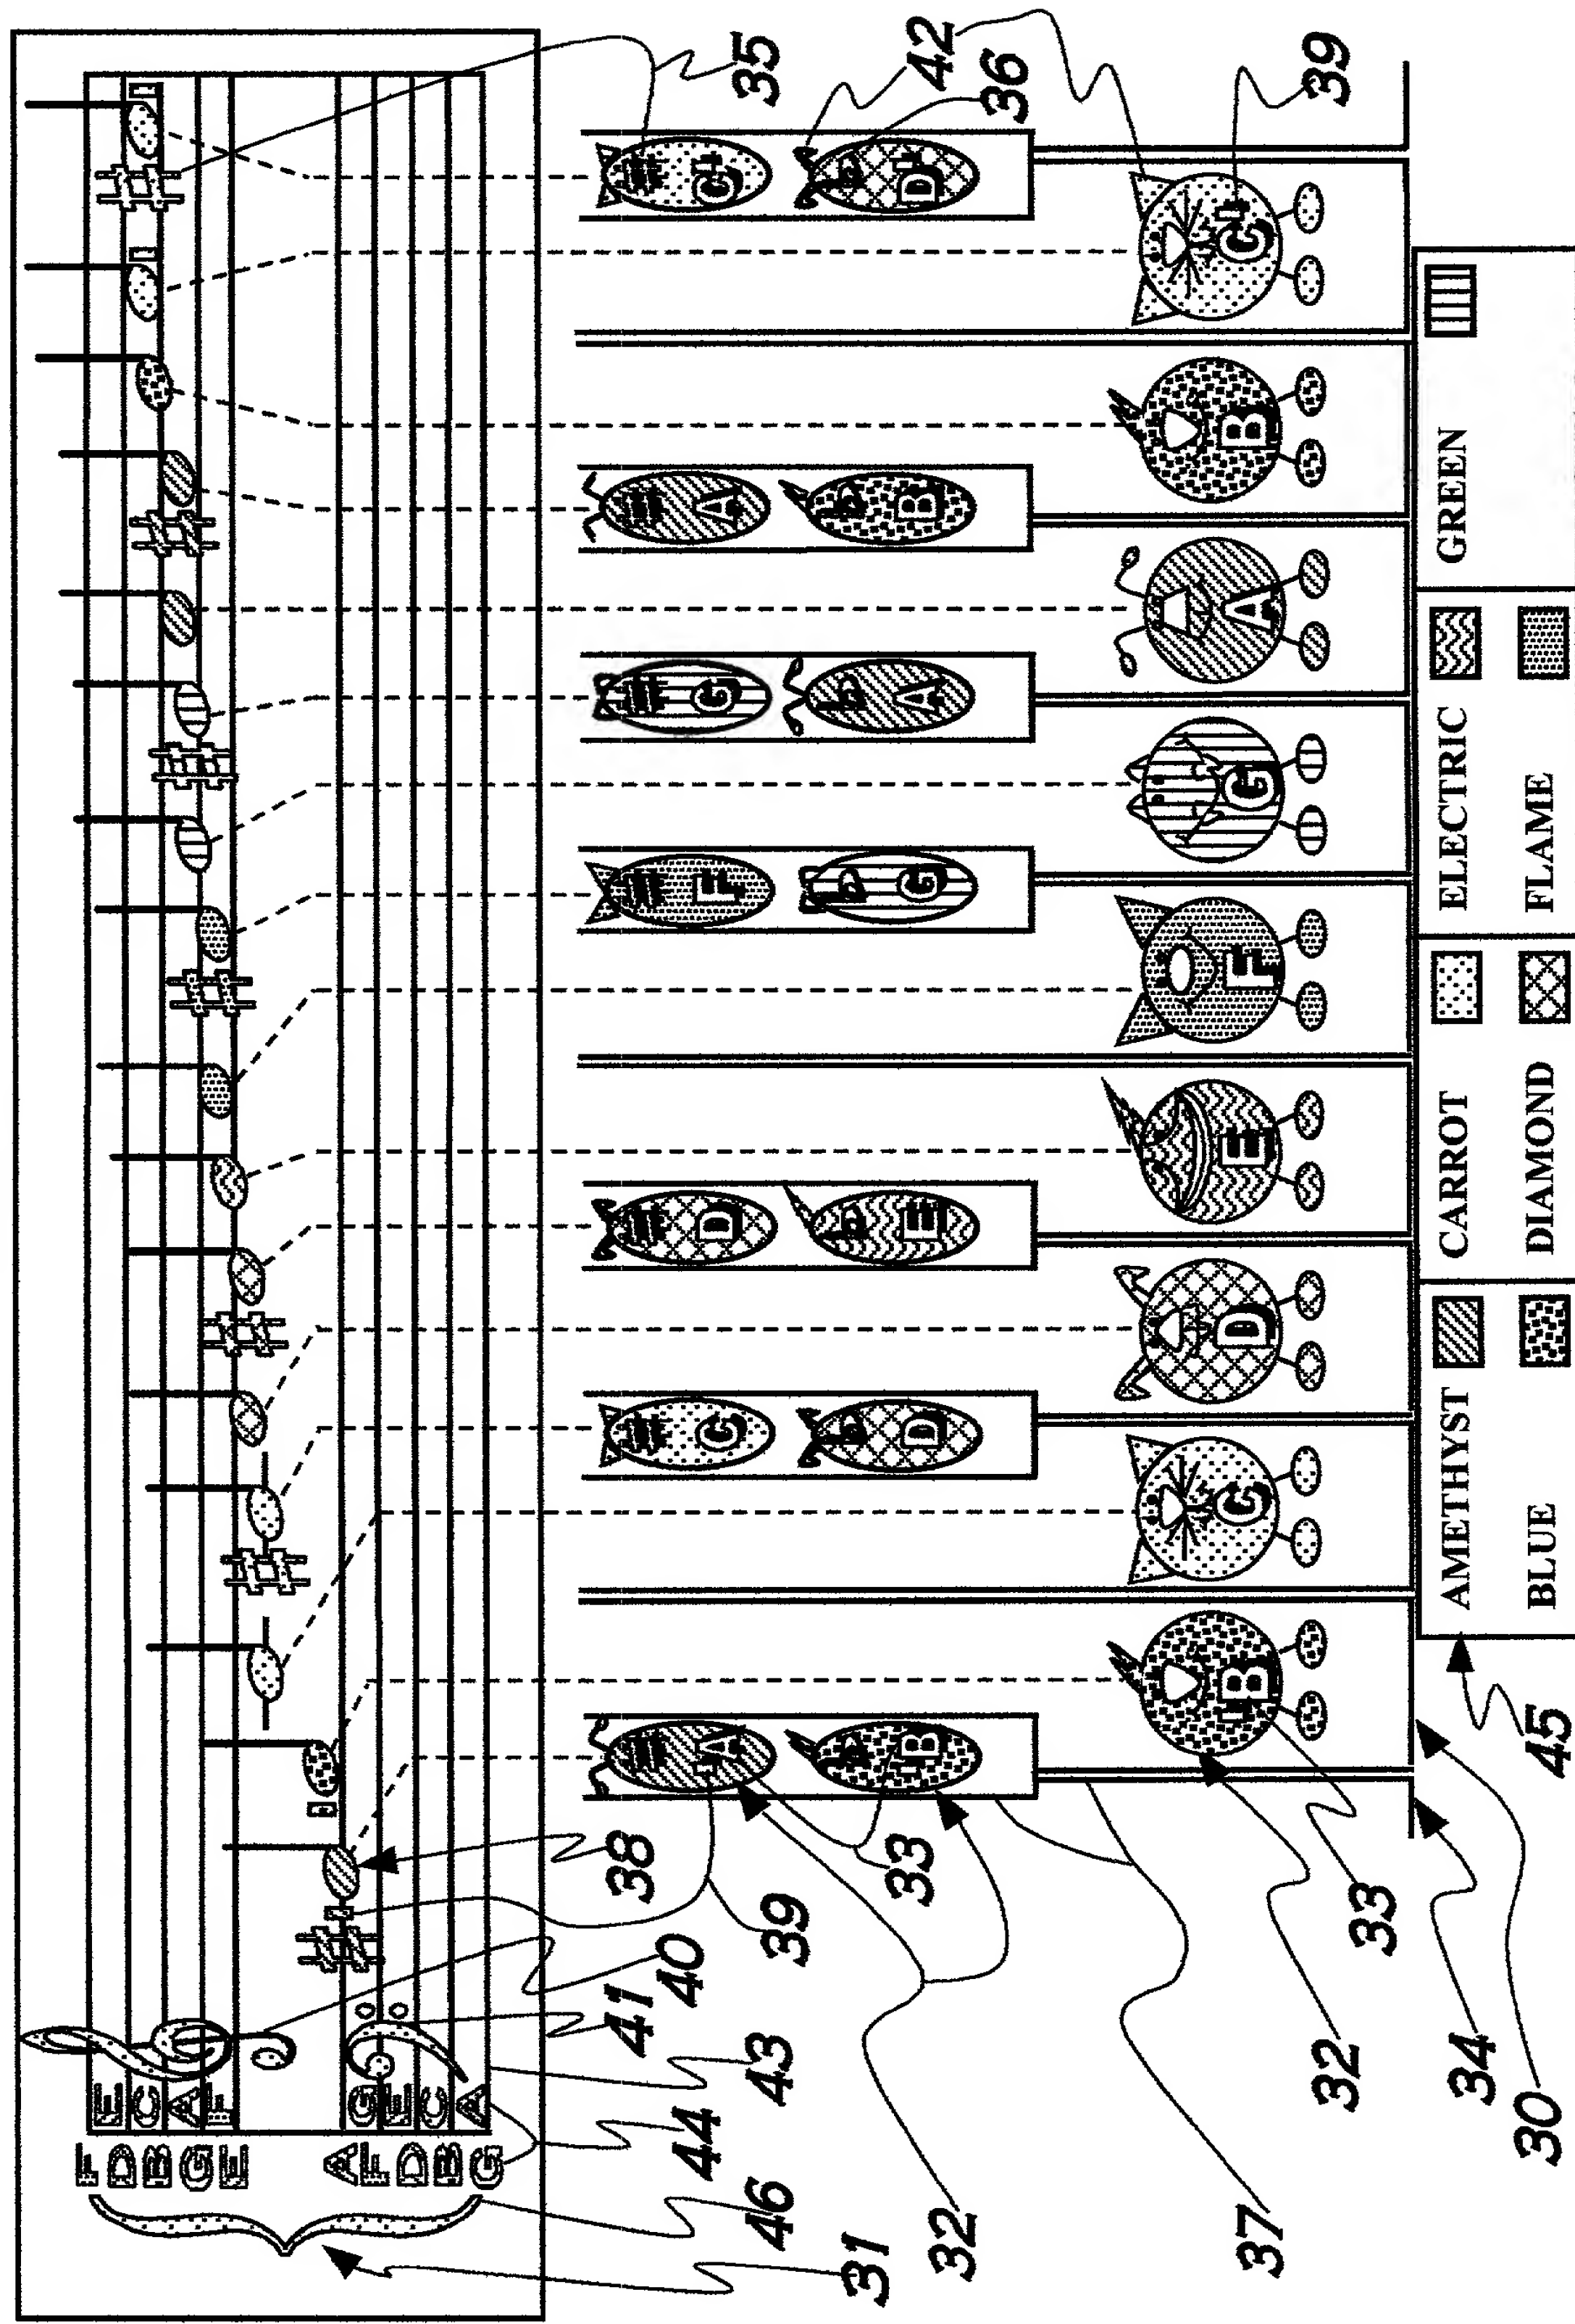 F E
D C
B A
G F
E
A G
F E
D C
B A
G
41 38
44 40
46 43 39 35
♯ ♯ ♯ ♯ ♯ ♯ ♯
A C D F G A C
31
♭ ♭ ♭ ♭ ♭ ♭ ♭
B D E G A B D
32 33 42
36
B C D E F G A B C
37 32 33 39
34
30 45
AMETHYST CARROT ELECTRIC GREEN
BLUE DIAMOND FLAME